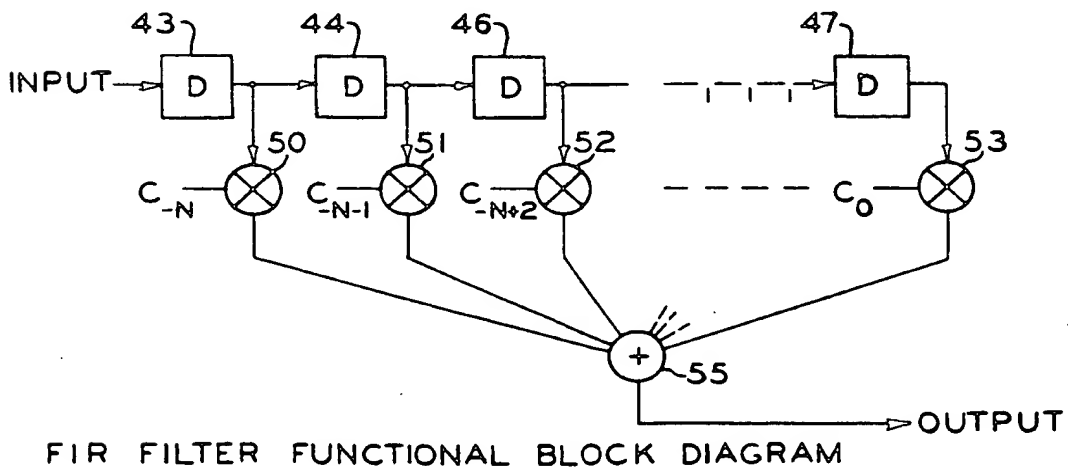 43 44 46 47
INPUT D D D D
50 51 52 53
C-N C-N-1 C-N+2 C0
+
55
OUTPUT
FIR FILTER FUNCTIONAL BLOCK DIAGRAM